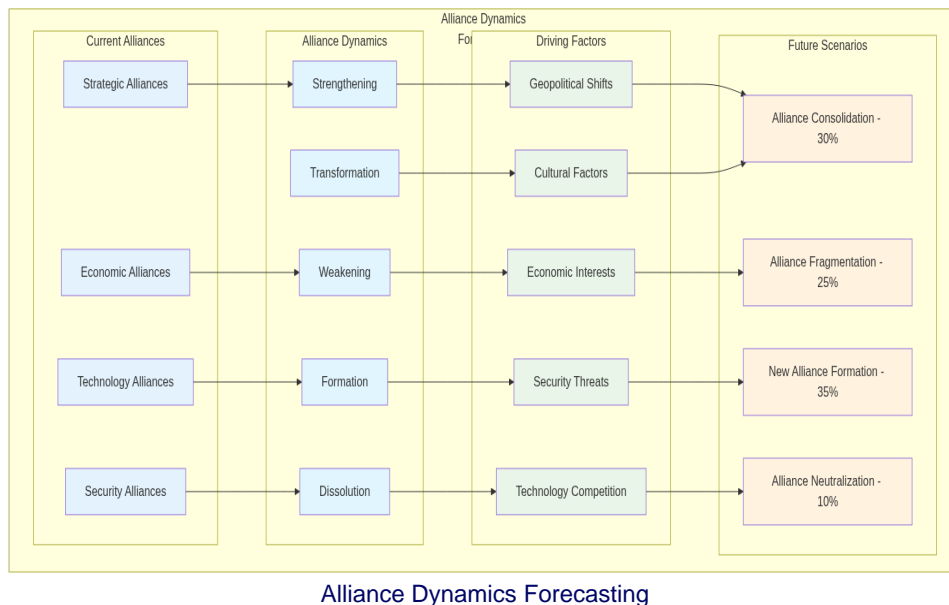 Alliance Dynamics
Current Alliances
Alliance Dynamics
Driving Factors
Future Scenarios
Strategic Alliances
Strengthening
Geopolitical Shifts
Alliance Consolidation -
30%
Transformation
Cultural Factors
Economic Alliances
Weakening
Economic Interests
Alliance Fragmentation -
25%
Technology Alliances
Formation
Security Threats
New Alliance Formation -
35%
Security Alliances
Dissolution
Technology Competition
Alliance Neutralization -
10%
Alliance Dynamics Forecasting